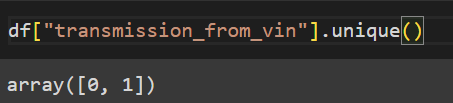 df["transmission_from_vin"].unique()
array([0, 1])